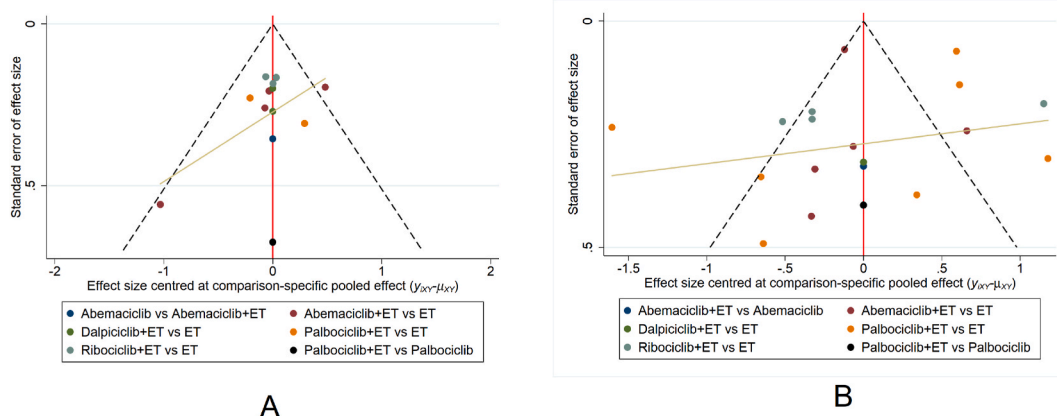 Standard error of effect size
0
.5
-2
-1
0
1
2
Effect size centred at comparison-specific pooled effect (yiXY-μXY)
Abemaciclib vs Abemaciclib+ET
Abemaciclib+ET vs ET
Dalpiciclib+ET vs ET
Palbociclib+ET vs ET
Ribociclib+ET vs ET
Palbociclib+ET vs Palbociclib
A
Standard error of effect size
0
.5
-1.5
-1
-.5
0
.5
1
Effect size centred at comparison-specific pooled effect (yiXY-μXY)
Abemaciclib+ET vs Abemaciclib
Abemaciclib+ET vs ET
Dalpiciclib+ET vs ET
Palbociclib+ET vs ET
Ribociclib+ET vs ET
Palbociclib+ET vs Palbociclib
B